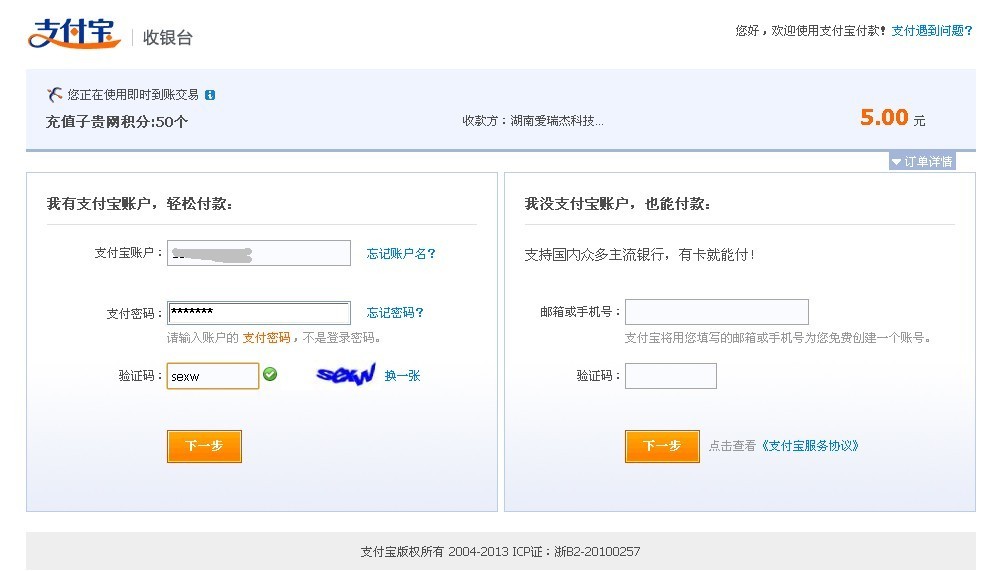 支付宝 收银台
您好，欢迎使用支付宝付款！ 支付遇到问题？
您正在使用即时到账交易
充值子贵网积分:50个 收款方：湖南爱瑞杰科技... 5.00 元
订单详情
我有支付宝账户，轻松付款：
支付宝账户： 忘记账户名？
支付密码： ******* 忘记密码？
请输入账户的 支付密码，不是登录密码。
验证码： sexw sexw 换一张
下一步
我没支付宝账户，也能付款：
支持国内众多主流银行，有卡就能付！
邮箱或手机号：
支付宝将用您填写的邮箱或手机号为您免费创建一个账号。
验证码：
下一步 点击查看《支付宝服务协议》
支付宝版权所有 2004-2013 ICP证：浙B2-20100257